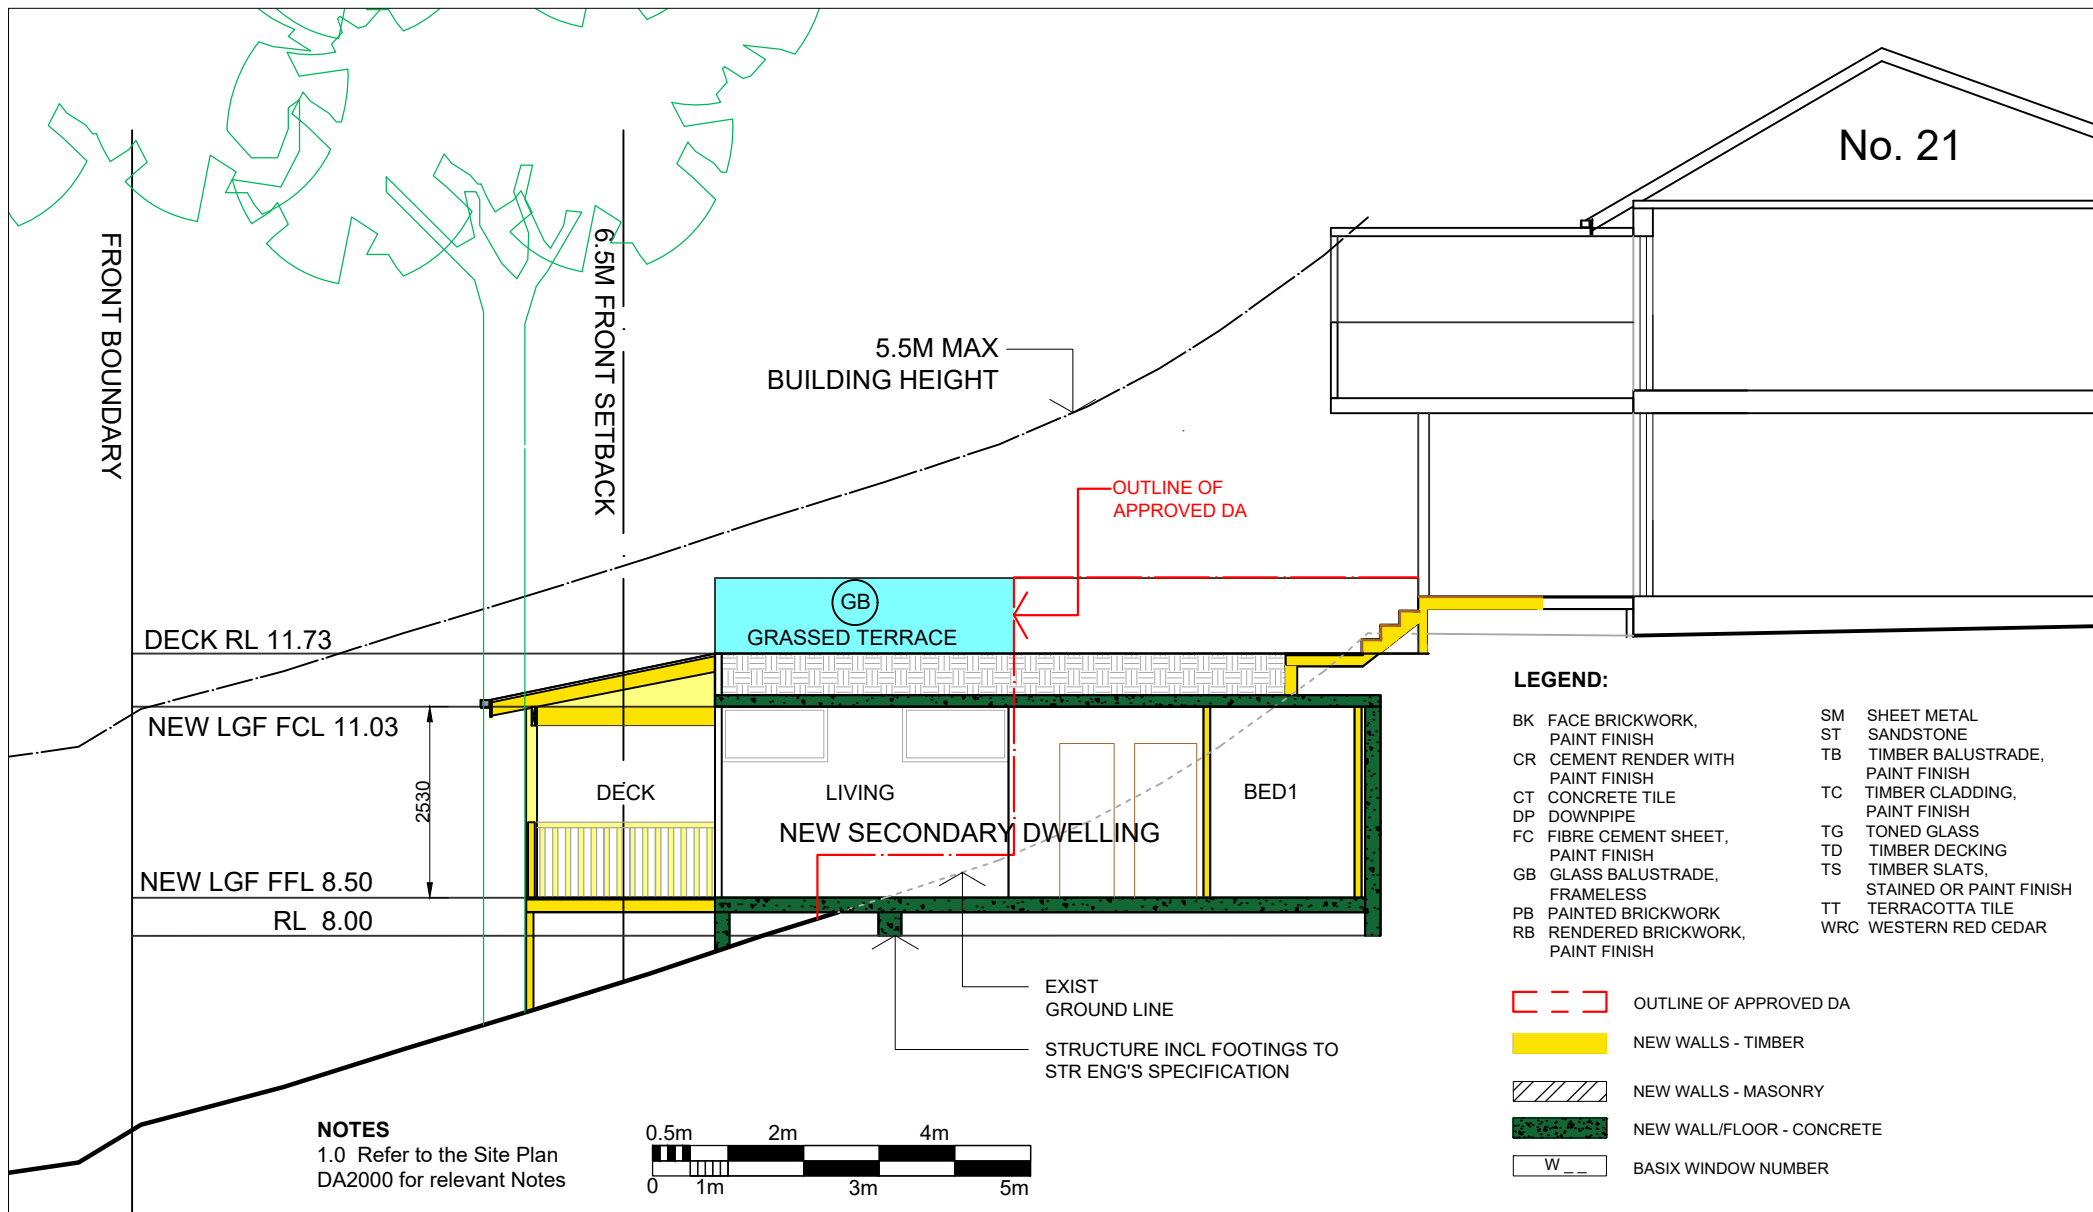 No. 21
FRONT BOUNDARY
6.5M FRONT SETBACK
5.5M MAX
BUILDING HEIGHT
OUTLINE OF
APPROVED DA
GB
GRASSED TERRACE
DECK RL 11.73
NEW LGF FCL 11.03
2530
DECK
LIVING
BED1
NEW SECONDARY DWELLING
NEW LGF FFL 8.50
RL 8.00
EXIST
GROUND LINE
STRUCTURE INCL FOOTINGS TO
STR ENG'S SPECIFICATION
NOTES
1.0 Refer to the Site Plan
DA2000 for relevant Notes
0.5m 2m 4m
0 1m 3m 5m
LEGEND:
BK FACE BRICKWORK,
PAINT FINISH
CR CEMENT RENDER WITH
PAINT FINISH
CT CONCRETE TILE
DP DOWNPIPE
FC FIBRE CEMENT SHEET,
PAINT FINISH
GB GLASS BALUSTRADE,
FRAMELESS
PB PAINTED BRICKWORK
RB RENDERED BRICKWORK,
PAINT FINISH
SM SHEET METAL
ST SANDSTONE
TB TIMBER BALUSTRADE,
PAINT FINISH
TC TIMBER CLADDING,
PAINT FINISH
TG TONED GLASS
TD TIMBER DECKING
TS TIMBER SLATS,
STAINED OR PAINT FINISH
TT TERRACOTTA TILE
WRC WESTERN RED CEDAR
OUTLINE OF APPROVED DA
NEW WALLS - TIMBER
NEW WALLS - MASONRY
NEW WALL/FLOOR - CONCRETE
W _ _ BASIX WINDOW NUMBER